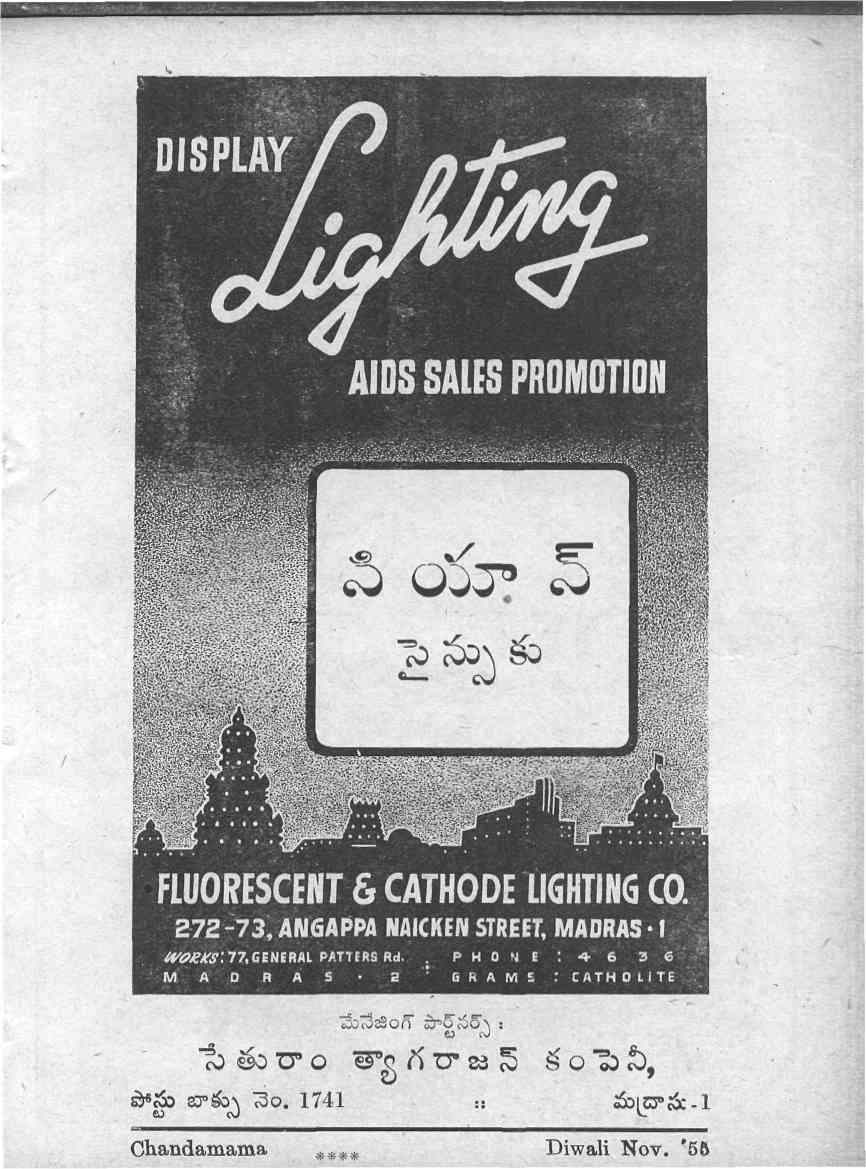 DISPLAY
Lighting
AIDS SALES PROMOTION
నియాన్
సైన్సుకు
FLUORESCENT & CATHODE LIGHTING CO.
272-73, ANGAPPA NAICKEN STREET, MADRAS · 1
WORKS: 77, GENERAL PATTERS Rd. : PHONE : 4636
MADRAS · 2 : GRAMS : CATHOLITE
మేనేజింగ్ పార్ట్‌నర్స్ :
సేతురాం త్యాగరాజన్ కంపెనీ,
పోస్టు బాక్సు నెం. 1741 :: మద్రాసు-1
Chandamama **** Diwali Nov.